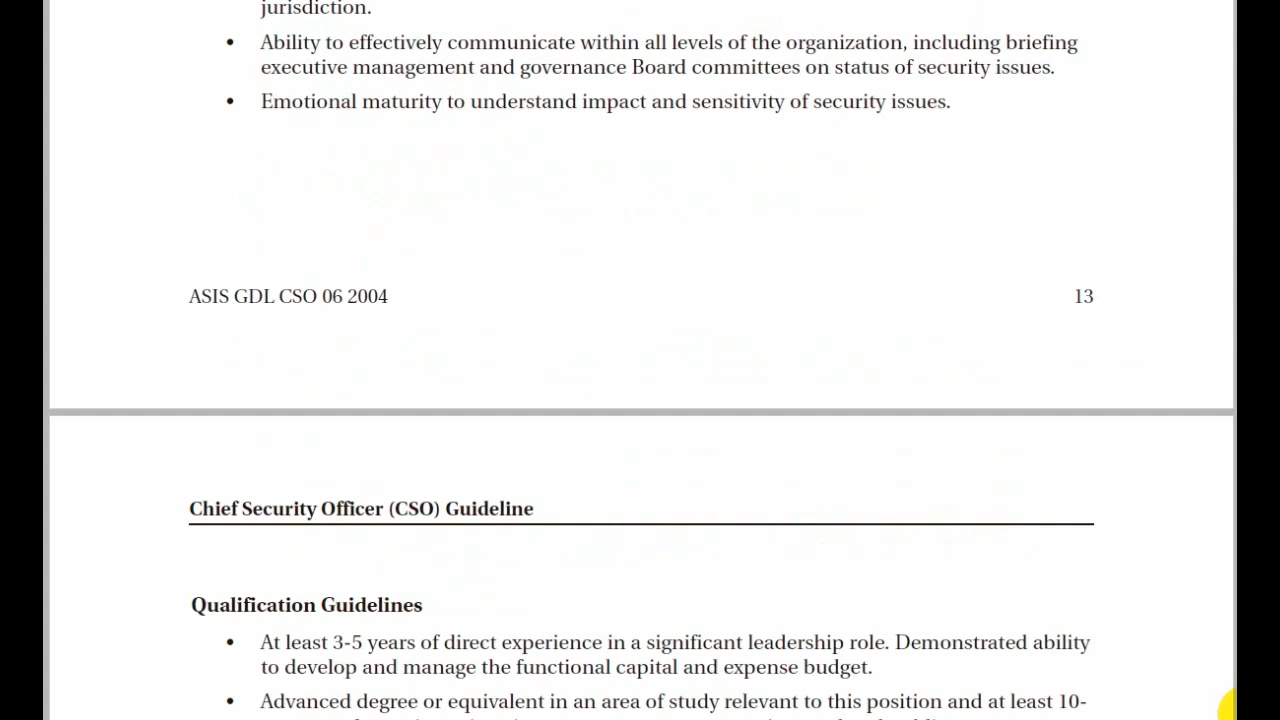 jurisdiction.
• Ability to effectively communicate within all levels of the organization, including briefing
executive management and governance Board committees on status of security issues.
• Emotional maturity to understand impact and sensitivity of security issues.
ASIS GDL CSO 06 2004 13
Chief Security Officer (CSO) Guideline
Qualification Guidelines
• At least 3-5 years of direct experience in a significant leadership role. Demonstrated ability
to develop and manage the functional capital and expense budget.
• Advanced degree or equivalent in an area of study relevant to this position and at least 10-